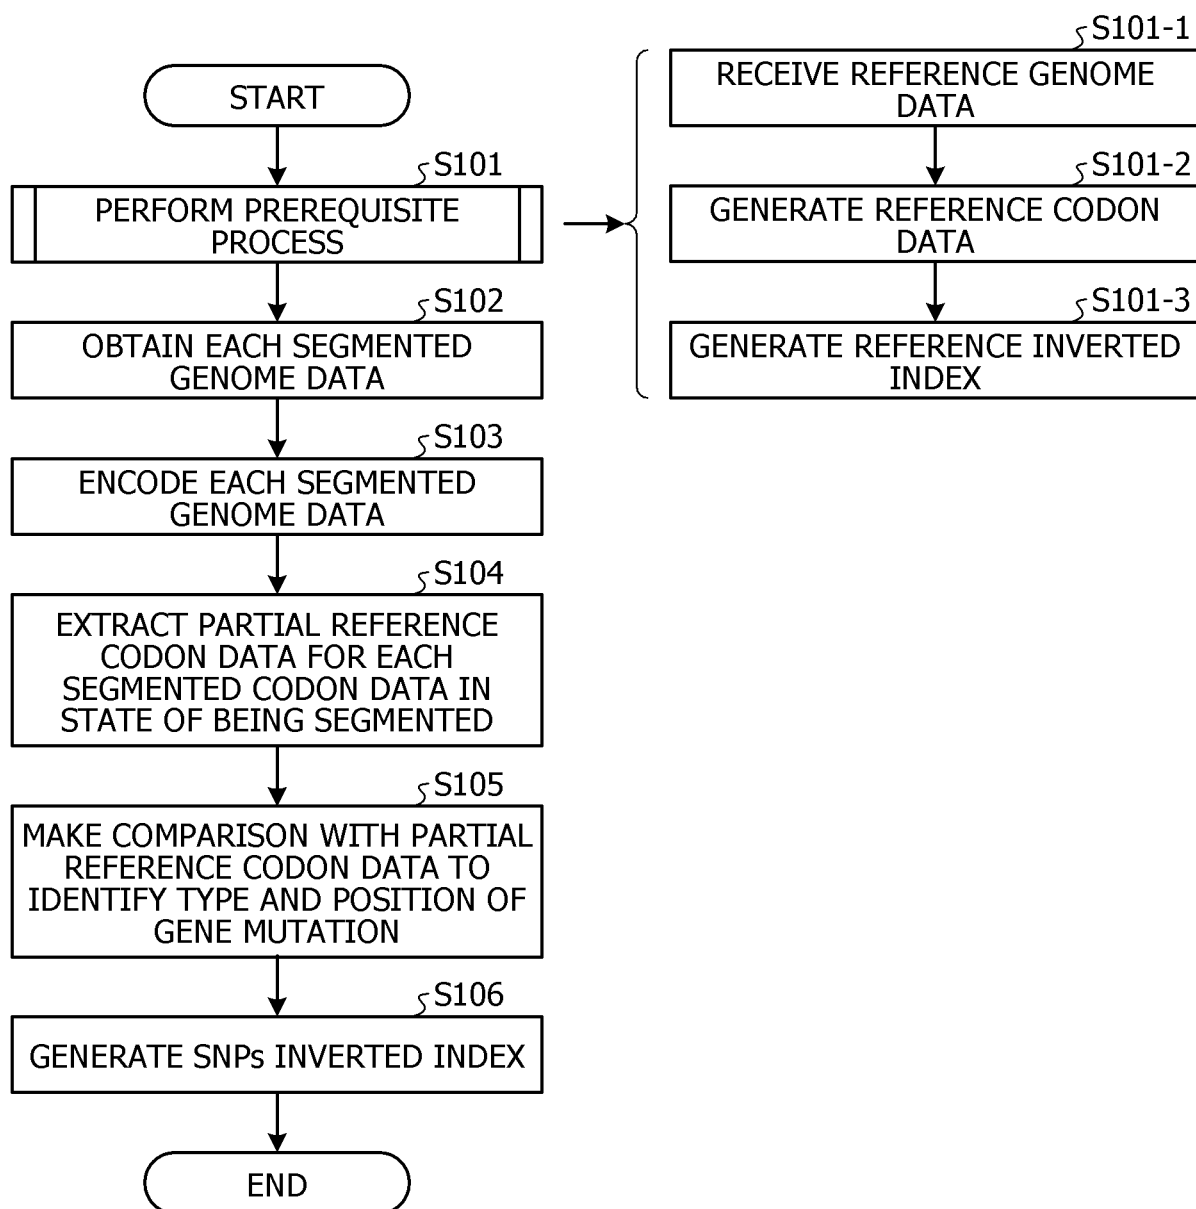 START
S101
PERFORM PREREQUISITE
PROCESS
S102
OBTAIN EACH SEGMENTED
GENOME DATA
S103
ENCODE EACH SEGMENTED
GENOME DATA
S104
EXTRACT PARTIAL REFERENCE
CODON DATA FOR EACH
SEGMENTED CODON DATA IN
STATE OF BEING SEGMENTED
S105
MAKE COMPARISON WITH PARTIAL
REFERENCE CODON DATA TO
IDENTIFY TYPE AND POSITION OF
GENE MUTATION
S106
GENERATE SNPs INVERTED INDEX
END
S101-1
RECEIVE REFERENCE GENOME
DATA
S101-2
GENERATE REFERENCE CODON
DATA
S101-3
GENERATE REFERENCE INVERTED
INDEX